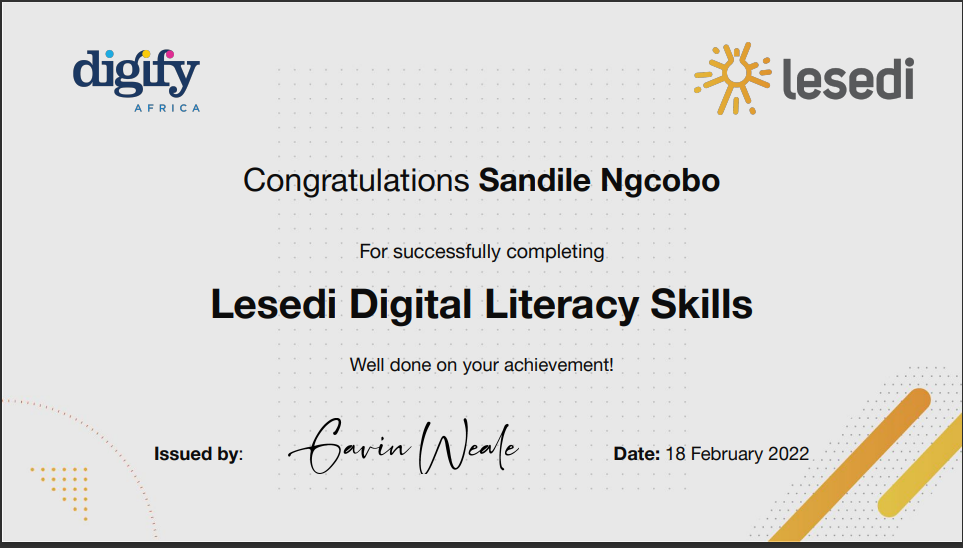 digify
AFRICA
lesedi
Congratulations Sandile Ngcobo
For successfully completing
Lesedi Digital Literacy Skills
Well done on your achievement!
Issued by: Gavin Weale
Date: 18 February 2022